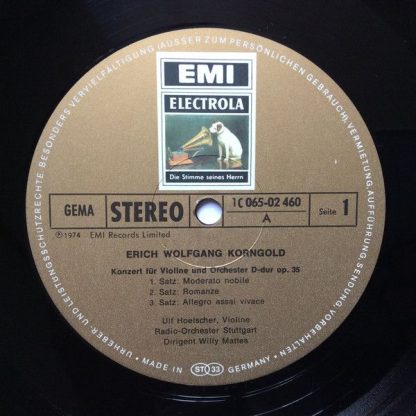 EMI
ELECTROLA
Die Stimme seines Herrn
GEMA
STEREO
1C 065-02 460
A
Seite 1
℗ 1974 EMI Records Limited
ERICH WOLFGANG KORNGOLD
Konzert für Violine und Orchester D-dur op. 35
1. Satz: Moderato nobile
2. Satz: Romanze
3. Satz: Allegro assai vivace
Ulf Hoelscher, Violine
Radio-Orchester Stuttgart
Dirigent Willy Mattes
URHEBER- UND LEISTUNGSSCHUTZRECHTE, BESONDERS VERVIELFÄLTIGUNG (AUSSER ZUM PERSÖNLICHEN GEBRAUCH), VERMIETUNG, AUFFÜHRUNG, SENDUNG, VORBEHALTEN
MADE IN GERMANY
ST 33